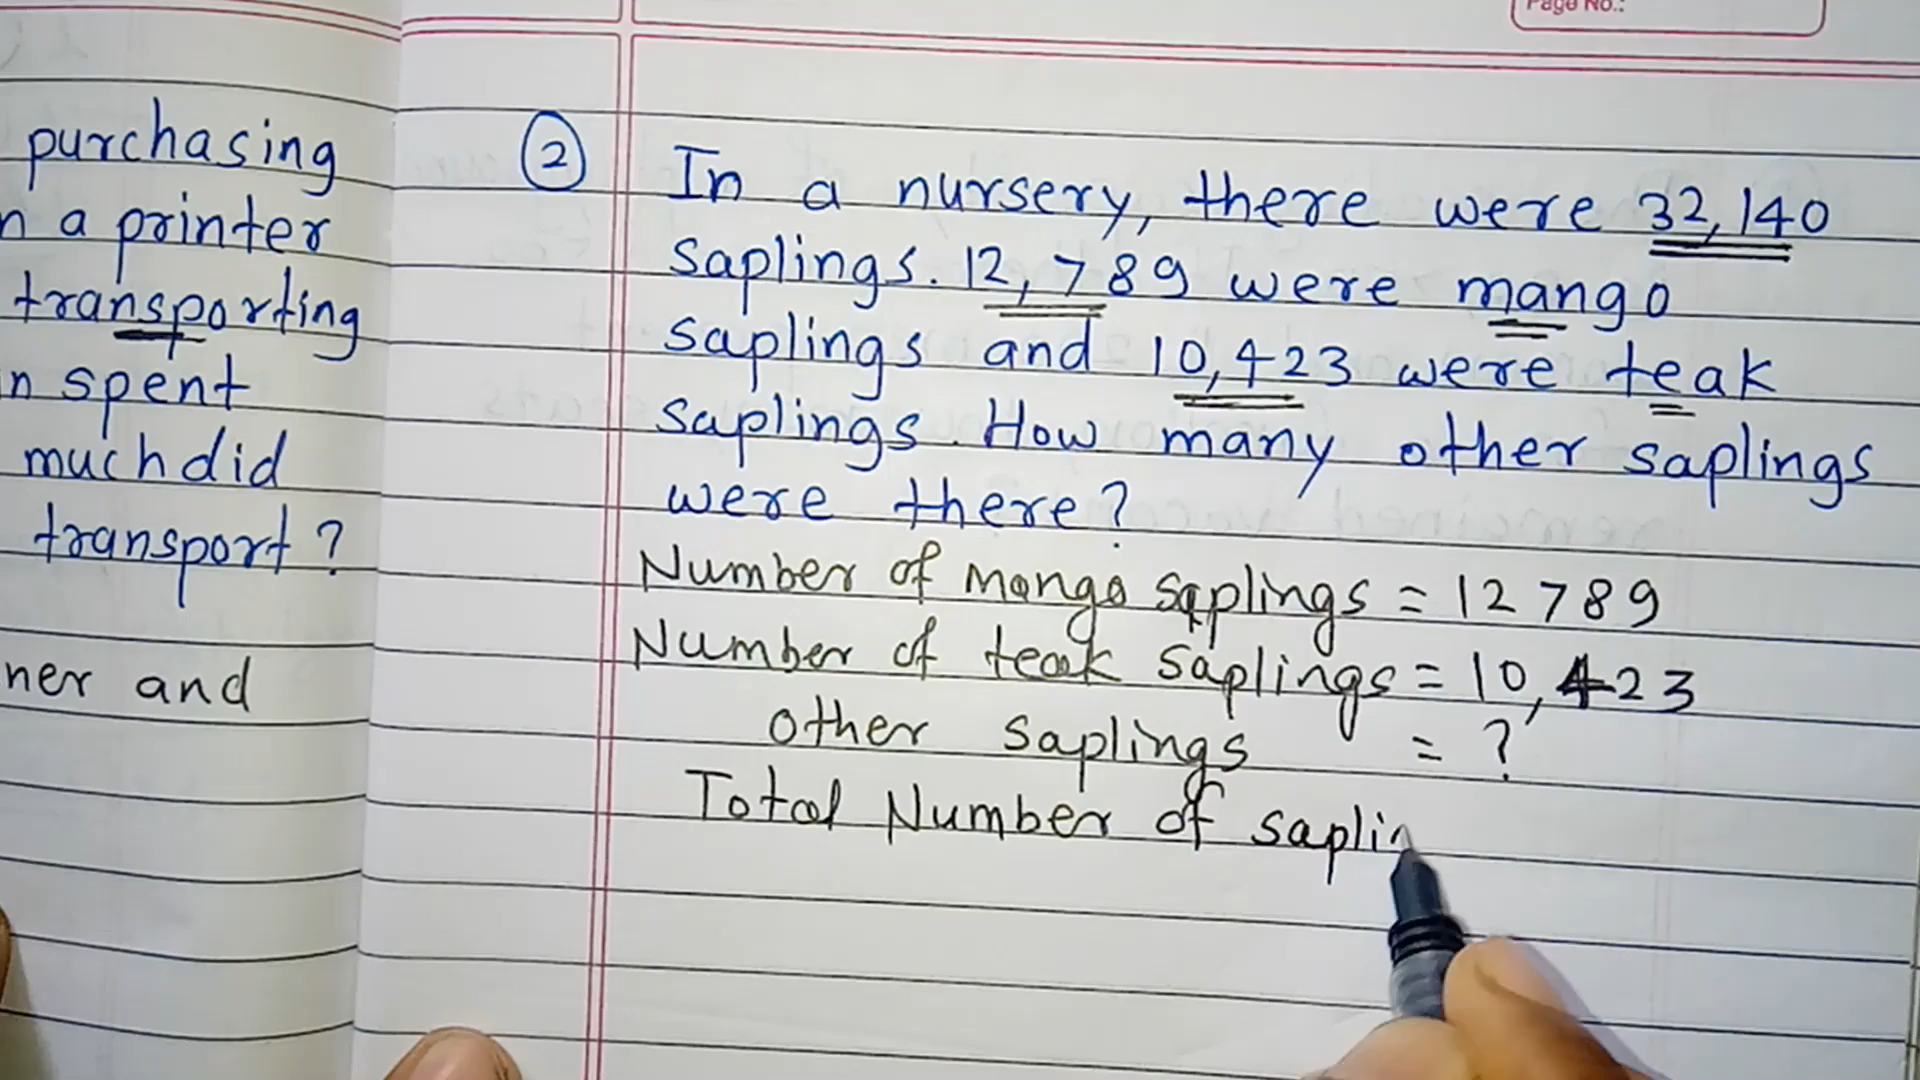 Page No.:
purchasing
n a printer
transporting
n spent
much did
transport?
ner and
2 In a nursery, there were 32,140
saplings. 12,789 were mango
saplings and 10,423 were teak
saplings. How many other saplings
were there?
Number of mango saplings = 12789
Number of teak saplings = 10,423
other saplings = ?
Total Number of saplin